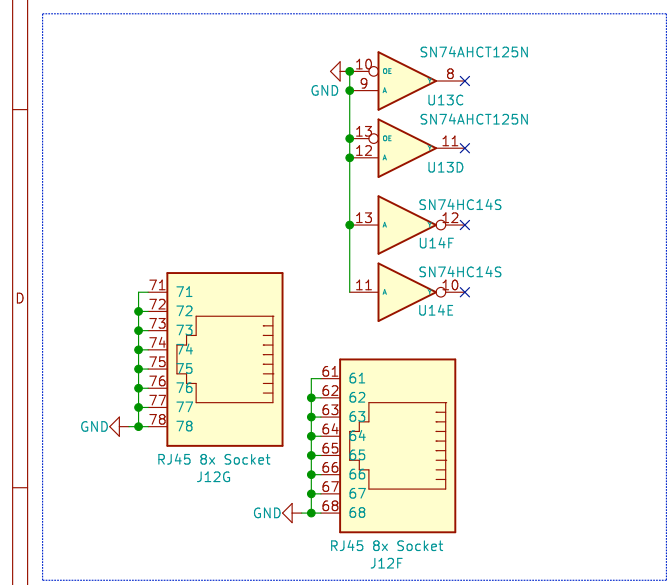 SN74AHCT125N
10 OE Y 8
GND 9 A
U13C
SN74AHCT125N
13 OE Y 11
12 A
U13D
SN74HC14S
13 A Y 12
U14F
SN74HC14S
11 A Y 10
U14E
D
71 71
72 72
73 73
74 74
75 75
76 76
77 77
GND 78 78
RJ45 8x Socket
J12G
61 61
62 62
63 63
64 64
65 65
66 66
67 67
GND 68 68
RJ45 8x Socket
J12F